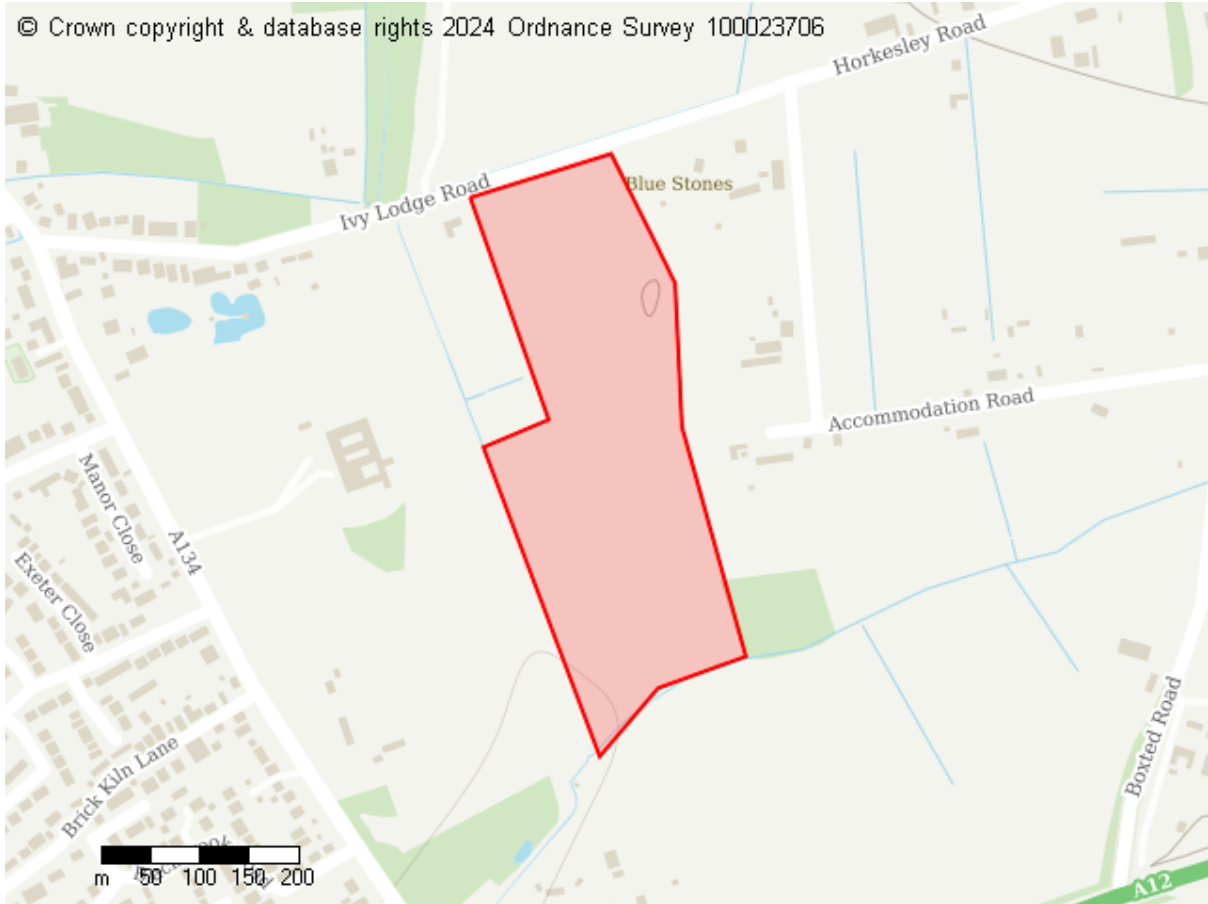 © Crown copyright & database rights 2024 Ordnance Survey 100023706
Horkesley Road
Blue Stones
Ivy Lodge Road
Accommodation Road
Manor Close
A134
Exeter Close
Boxted Road
Brick Kiln Lane
m 50 100 150 200
A12